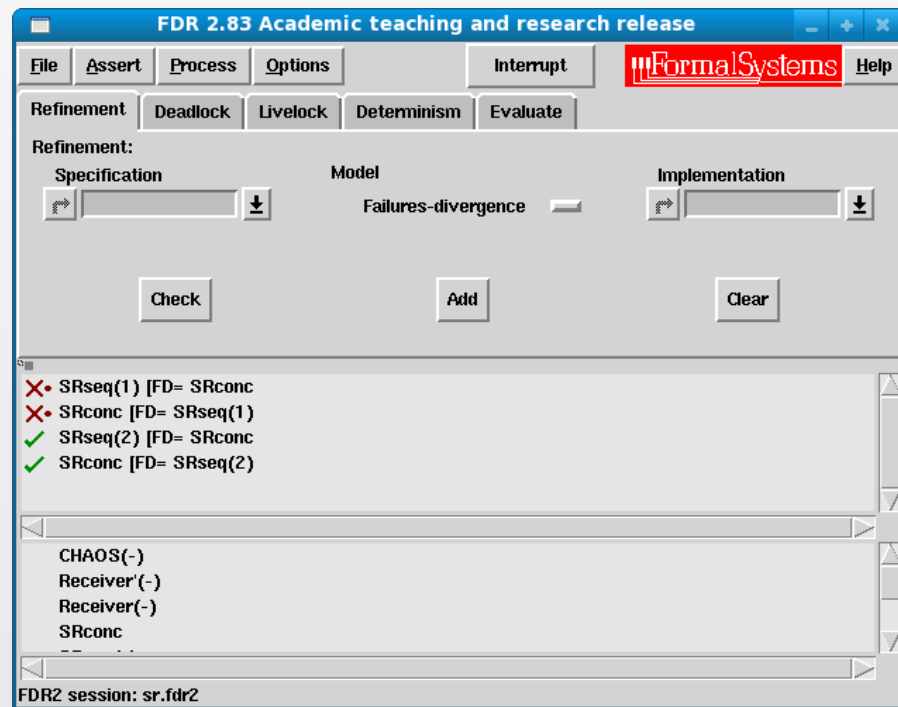 FDR 2.83 Academic teaching and research release
File Assert Process Options Interrupt FormalSystems Help
Refinement Deadlock Livelock Determinism Evaluate
Refinement:
Specification Model Implementation
Failures-divergence
Check Add Clear
SRseq(1) [FD= SRconc
SRconc [FD= SRseq(1)
SRseq(2) [FD= SRconc
SRconc [FD= SRseq(2)
CHAOS(-)
Receiver'(-)
Receiver(-)
SRconc
FDR2 session: sr.fdr2